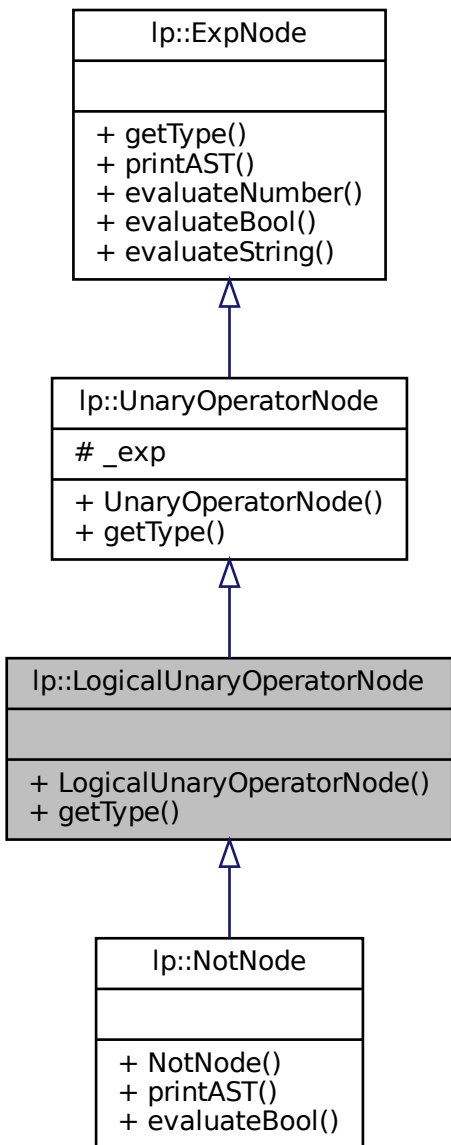 lp::ExpNode
+ getType()
+ printAST()
+ evaluateNumber()
+ evaluateBool()
+ evaluateString()
lp::UnaryOperatorNode
# _exp
+ UnaryOperatorNode()
+ getType()
lp::LogicalUnaryOperatorNode
+ LogicalUnaryOperatorNode()
+ getType()
lp::NotNode
+ NotNode()
+ printAST()
+ evaluateBool()